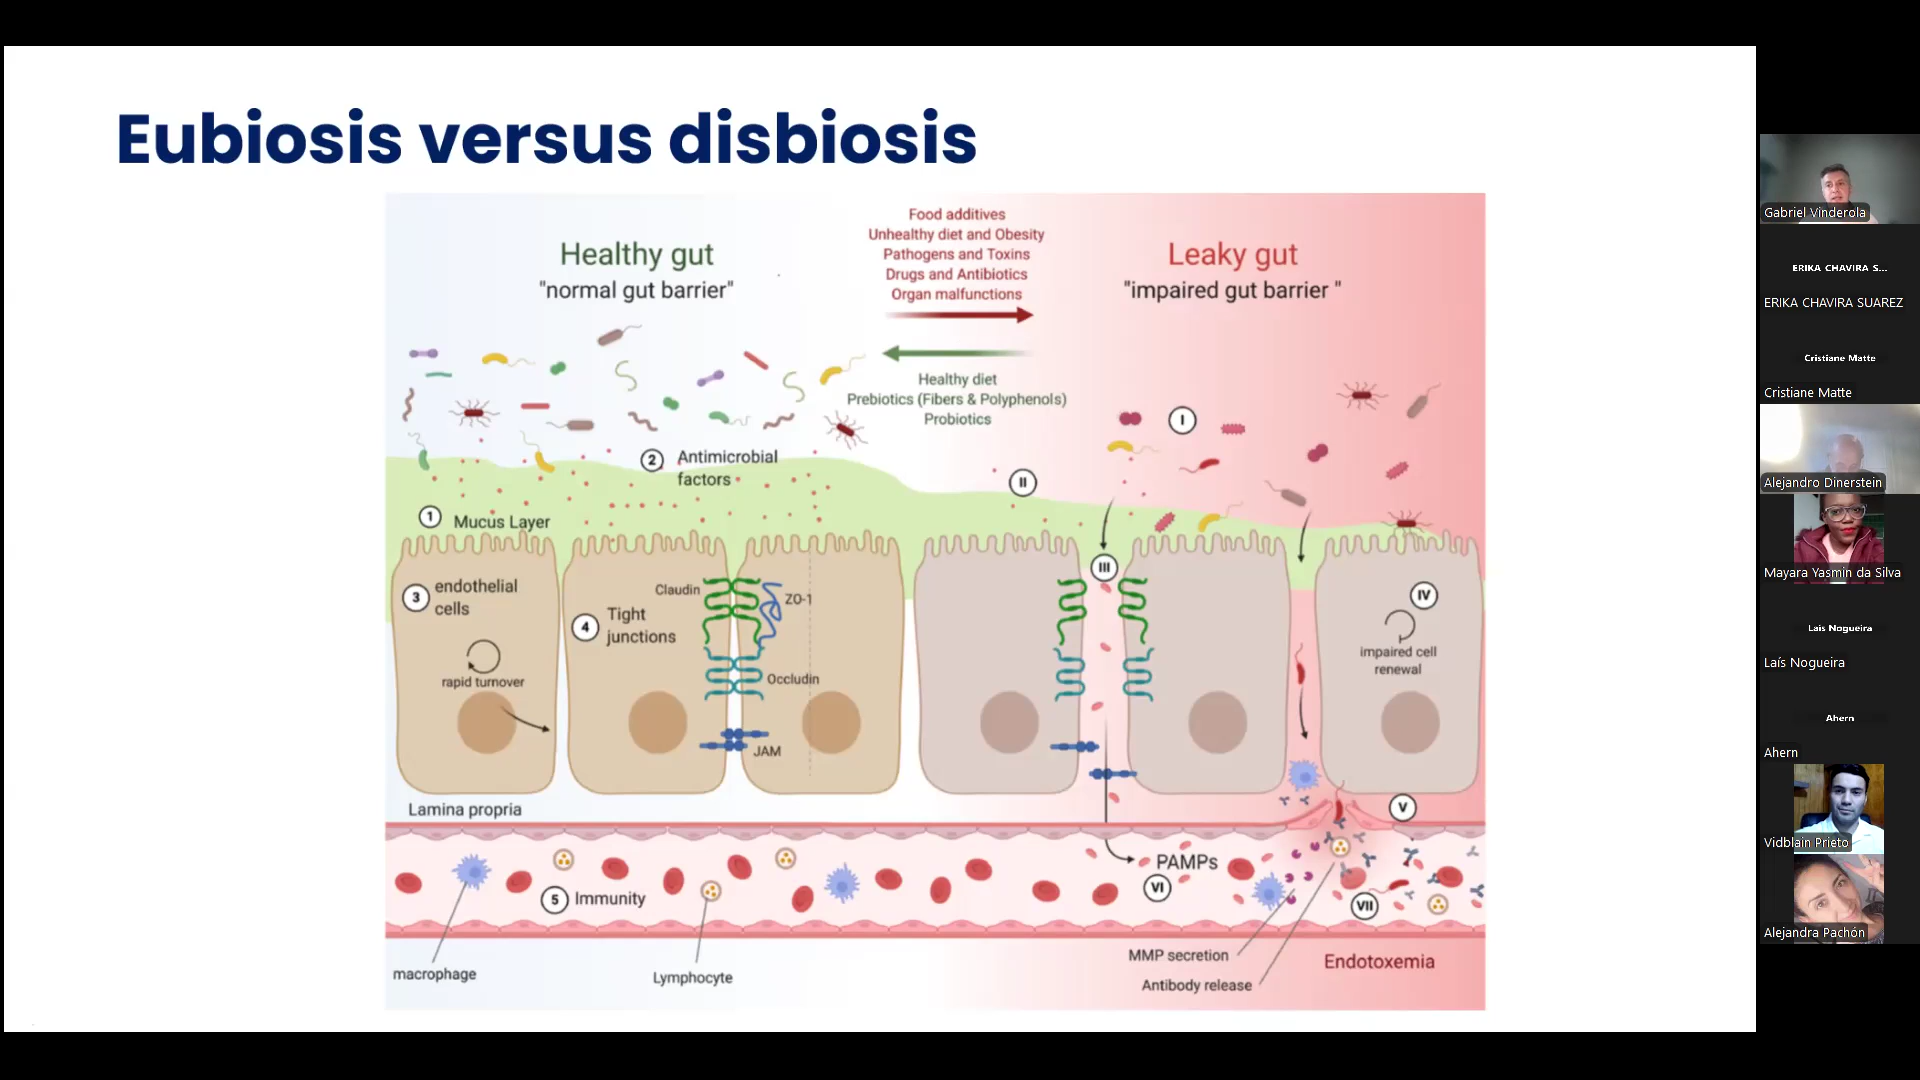 Eubiosis versus disbiosis
Healthy gut
"normal gut barrier"
Food additives
Unhealthy diet and Obesity
Pathogens and Toxins
Drugs and Antibiotics
Organ malfunctions
Leaky gut
"impaired gut barrier "
Healthy diet
Prebiotics (Fibers & Polyphenols)
Probiotics
I
2
Antimicrobial
factors
II
1
Mucus Layer
III
3
endothelial
cells
Claudin
ZO-1
4
Tight
junctions
IV
impaired cell
renewal
rapid turnover
Occludin
JAM
Lamina propria
V
PAMPs
VI
5
Immunity
VII
macrophage
Lymphocyte
MMP secretion
Antibody release
Endotoxemia
Gabriel Vinderola
ERIKA CHAVIRA S...
ERIKA CHAVIRA SUAREZ
Cristiane Matte
Cristiane Matte
Alejandro Dinerstein
Mayara Yasmin da Silva
Laís Nogueira
Laís Nogueira
Ahern
Ahern
Vidblain Prieto
Alejandra Pachón